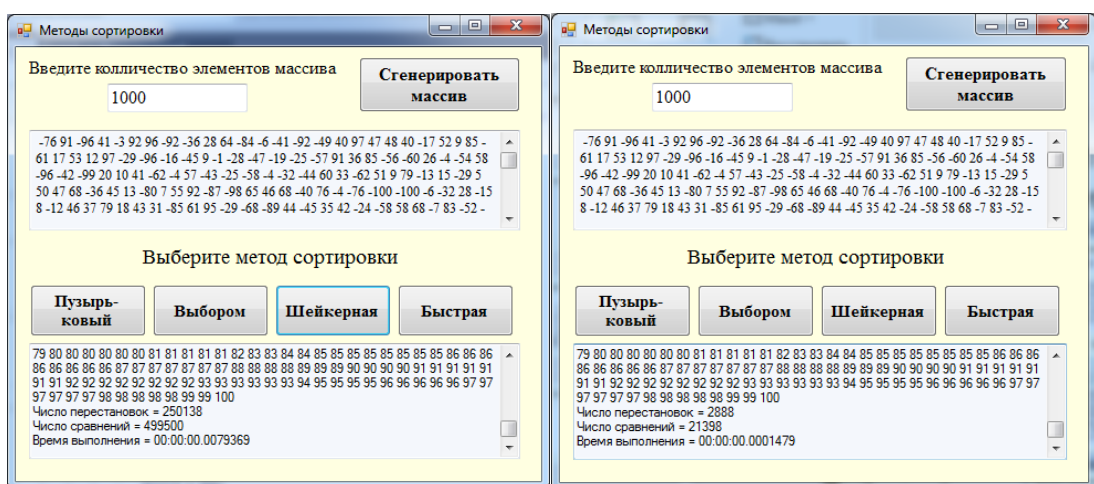 Методы сортировки
Введите колличество элементов массива
Сгенерировать
массив
1000
-76 91 -96 41 -3 92 96 -92 -36 28 64 -84 -6 -41 -92 -49 40 97 47 48 40 -17 52 9 85 -
61 17 53 12 97 -29 -96 -16 -45 9 -1 -28 -47 -19 -25 -57 91 36 85 -56 -60 26 -4 -54 58
-96 -42 -99 20 10 41 -62 -4 57 -43 -25 -58 -4 -32 -44 60 33 -62 51 9 79 -13 15 -29 5
50 47 68 -36 45 13 -80 7 55 92 -87 -98 65 46 68 -40 76 -4 -76 -100 -100 -6 -32 28 -15
8 -12 46 37 79 18 43 31 -85 61 95 -29 -68 -89 44 -45 35 42 -24 -58 58 68 -7 83 -52 -
Выберите метод сортировки
Пузырь-
ковый
Выбором
Шейкерная
Быстрая
79 80 80 80 80 80 80 81 81 81 81 81 82 83 83 84 84 85 85 85 85 85 85 85 85 86 86 86
86 86 86 86 86 87 87 87 87 87 87 87 88 88 88 88 89 89 89 90 90 90 90 91 91 91 91 91
91 91 92 92 92 92 92 92 92 93 93 93 93 93 93 94 95 95 95 95 96 96 96 96 96 97 97
97 97 97 97 98 98 98 98 98 99 99 100
Число перестановок = 250138
Число сравнений = 499500
Время выполнения = 00:00:00.0079369
Методы сортировки
Введите колличество элементов массива
Сгенерировать
массив
1000
-76 91 -96 41 -3 92 96 -92 -36 28 64 -84 -6 -41 -92 -49 40 97 47 48 40 -17 52 9 85 -
61 17 53 12 97 -29 -96 -16 -45 9 -1 -28 -47 -19 -25 -57 91 36 85 -56 -60 26 -4 -54 58
-96 -42 -99 20 10 41 -62 -4 57 -43 -25 -58 -4 -32 -44 60 33 -62 51 9 79 -13 15 -29 5
50 47 68 -36 45 13 -80 7 55 92 -87 -98 65 46 68 -40 76 -4 -76 -100 -100 -6 -32 28 -15
8 -12 46 37 79 18 43 31 -85 61 95 -29 -68 -89 44 -45 35 42 -24 -58 58 68 -7 83 -52 -
Выберите метод сортировки
Пузырь-
ковый
Выбором
Шейкерная
Быстрая
79 80 80 80 80 80 80 81 81 81 81 81 82 83 83 84 84 85 85 85 85 85 85 85 85 86 86 86
86 86 86 86 86 87 87 87 87 87 87 87 88 88 88 88 89 89 89 90 90 90 90 91 91 91 91 91
91 91 92 92 92 92 92 92 92 93 93 93 93 93 93 94 95 95 95 95 96 96 96 96 96 97 97
97 97 97 97 98 98 98 98 98 99 99 100
Число перестановок = 2888
Число сравнений = 21398
Время выполнения = 00:00:00.0001479